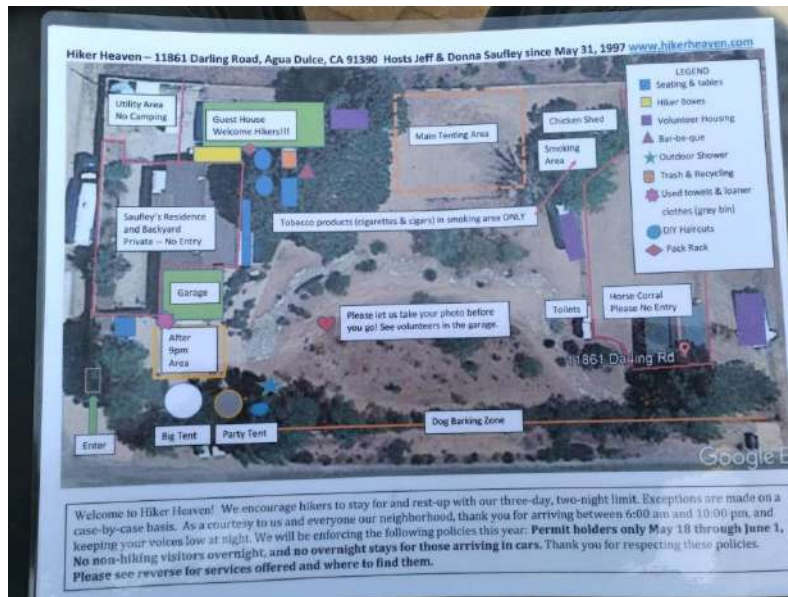 Hiker Heaven – 11861 Darling Road, Agua Dulce, CA 91390 Hosts Jeff & Donna Saufley since May 31, 1997 www.hikerheaven.com
LEGEND
Seating & tables
Hiker Boxes
Volunteer Housing
Bar-be-que
Outdoor Shower
Trash & Recycling
Used towels & loaner
clothes (grey bin)
DIY Haircuts
Pack Rack
Utility Area
No Camping
Guest House
Welcome Hikers!!!
Main Tenting Area
Chicken Shed
Smoking
Area
Saufley's Residence
and Backyard
Private -- No Entry
Tobacco products (cigarettes & cigars) in smoking area ONLY
Garage
Please let us take your photo before
you go! See volunteers in the garage.
Toilets
Horse Corral
Please No Entry
After
9pm
Area
11861 Darling Rd
Enter
Big Tent
Party Tent
Dog Barking Zone
Google E
Welcome to Hiker Heaven! We encourage hikers to stay for and rest-up with our three-day, two-night limit. Exceptions are made on a
case-by-case basis. As a courtesy to us and everyone our neighborhood, thank you for arriving between 6:00 am and 10:00 pm, and
keeping your voices low at night. We will be enforcing the following policies this year: Permit holders only May 18 through June 1,
No non-hiking visitors overnight, and no overnight stays for those arriving in cars. Thank you for respecting these policies.
Please see reverse for services offered and where to find them.